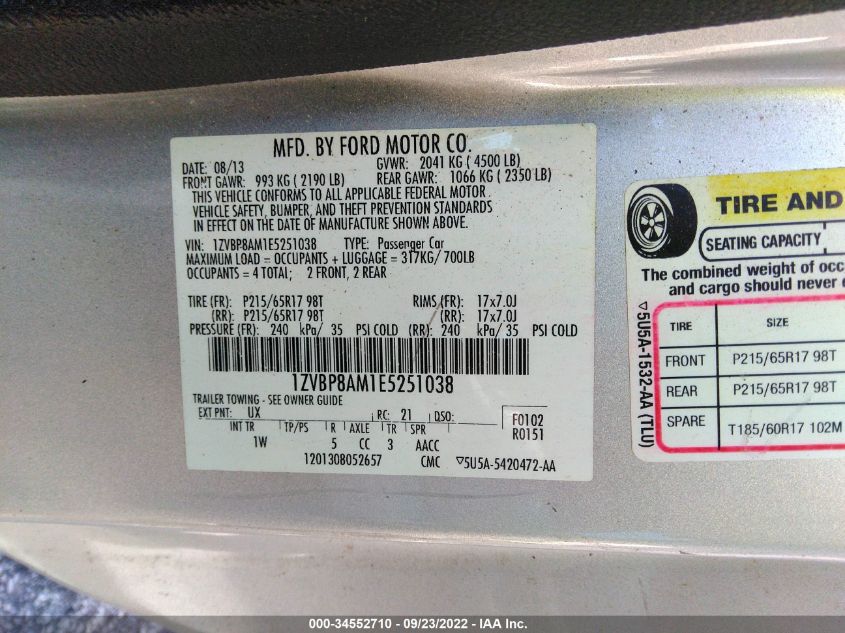 MFD. BY FORD MOTOR CO.
DATE: 08/13 GVWR: 2041 KG ( 4500 LB)
FRONT GAWR: 993 KG ( 2190 LB) REAR GAWR: 1066 KG ( 2350 LB)
THIS VEHICLE CONFORMS TO ALL APPLICABLE FEDERAL MOTOR
VEHICLE SAFETY, BUMPER, AND THEFT PREVENTION STANDARDS
IN EFFECT ON THE DATE OF MANUFACTURE SHOWN ABOVE.
VIN: 1ZVBP8AM1E5251038 TYPE: Passenger Car
MAXIMUM LOAD = OCCUPANTS + LUGGAGE = 317KG/ 700LB
OCCUPANTS = 4 TOTAL; 2 FRONT, 2 REAR
TIRE (FR): P215/65R17 98T RIMS (FR): 17x7.0J
(RR): P215/65R17 98T (RR): 17x7.0J
PRESSURE (FR): 240 kPa/ 35 PSI COLD (RR): 240 kPa/ 35 PSI COLD
1ZVBP8AM1E5251038
TRAILER TOWING - SEE OWNER GUIDE
EXT PNT: UX RC: 21 DSO: F0102
R0151
INT TR TP/PS R AXLE TR SPR
1W 5 CC 3 AACC
1201308052657 CMC ▽5U5A-5420472-AA
TIRE AND
SEATING CAPACITY
The combined weight of occ
and cargo should never
▽5U5A-1532-AA (TLU)
TIRE SIZE
FRONT P215/65R17 98T
REAR P215/65R17 98T
SPARE T185/60R17 102M
000-34552710 - 09/23/2022 - IAA Inc.